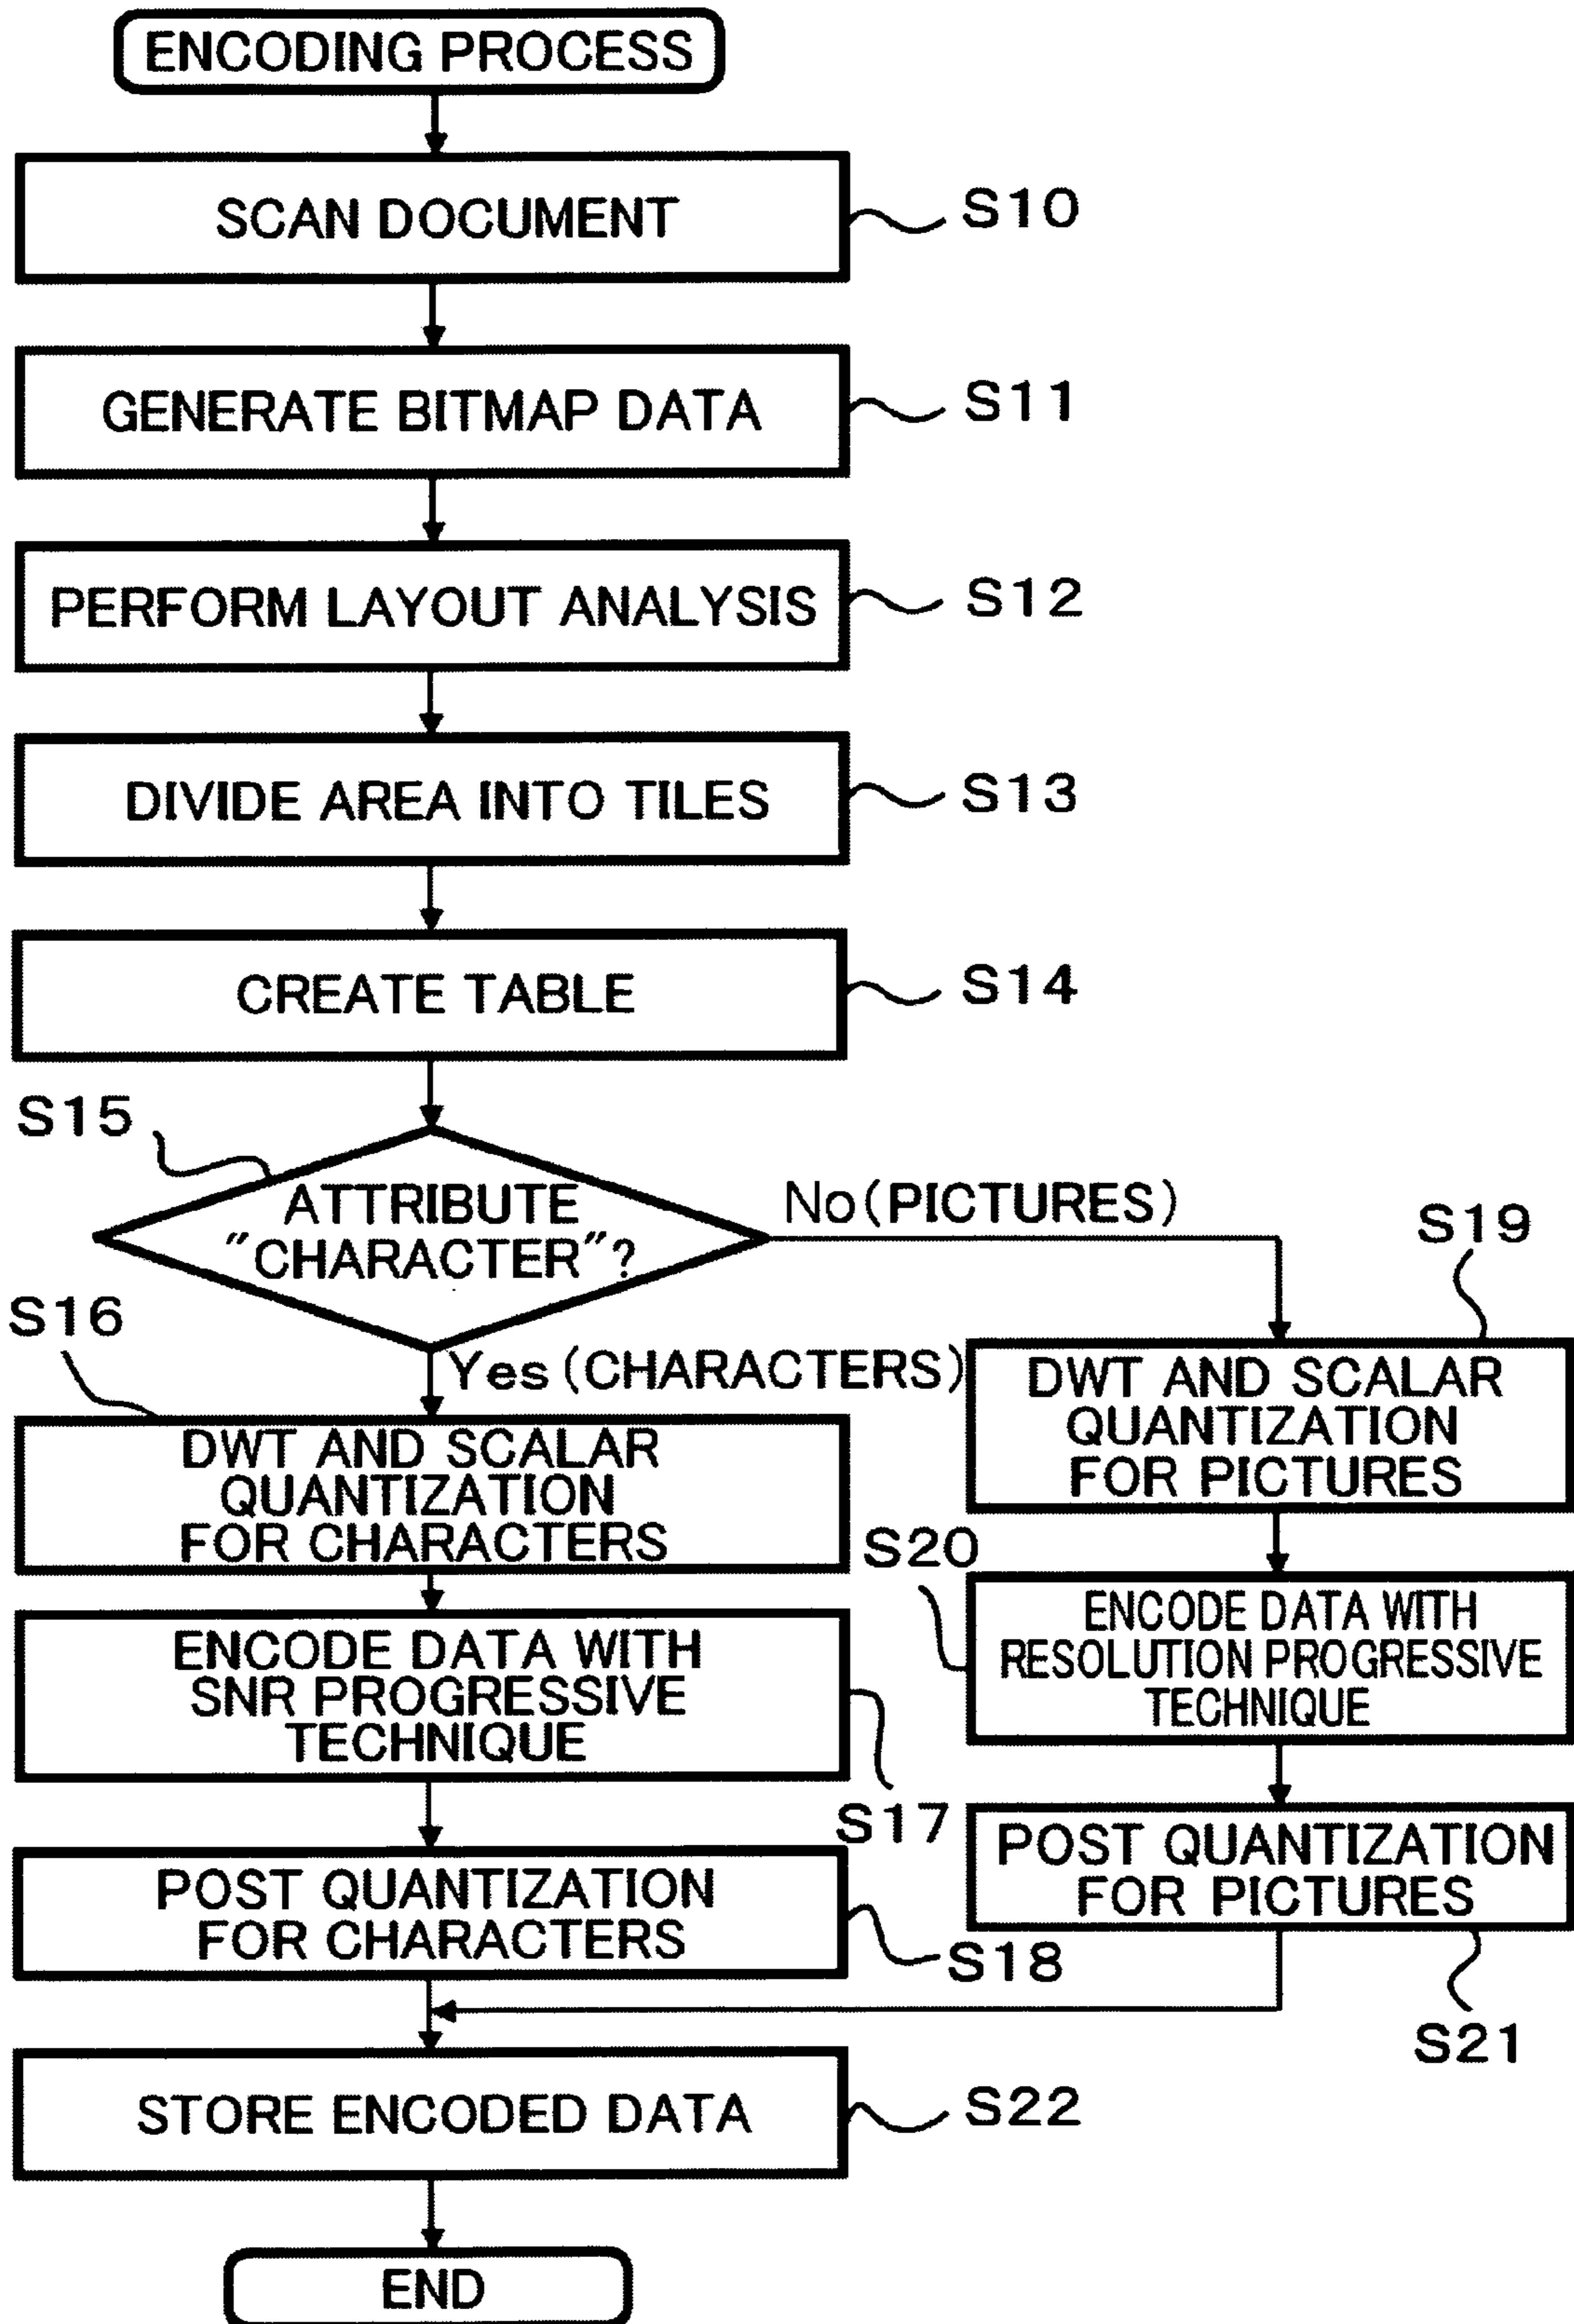 ENCODING PROCESS
SCAN DOCUMENT
S10
GENERATE BITMAP DATA
S11
PERFORM LAYOUT ANALYSIS
S12
DIVIDE AREA INTO TILES
S13
CREATE TABLE
S14
S15
ATTRIBUTE
"CHARACTER"?
No (PICTURES)
Yes (CHARACTERS)
S16
DWT AND SCALAR
QUANTIZATION
FOR CHARACTERS
ENCODE DATA WITH
SNR PROGRESSIVE
TECHNIQUE
S17
POST QUANTIZATION
FOR CHARACTERS
S18
S19
DWT AND SCALAR
QUANTIZATION
FOR PICTURES
S20
ENCODE DATA WITH
RESOLUTION PROGRESSIVE
TECHNIQUE
POST QUANTIZATION
FOR PICTURES
S21
STORE ENCODED DATA
S22
END